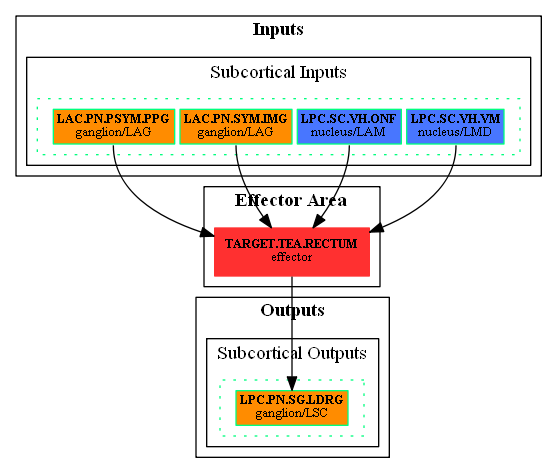 Inputs
Subcortical Inputs
LAC.PN.PSYM.PPG
ganglion/LAG
LAC.PN.SYM.IMG
ganglion/LAG
LPC.SC.VH.ONF
nucleus/LAM
LPC.SC.VH.VM
nucleus/LMD
Effector Area
TARGET.TEA.RECTUM
effector
Outputs
Subcortical Outputs
LPC.PN.SG.LDRG
ganglion/LSC